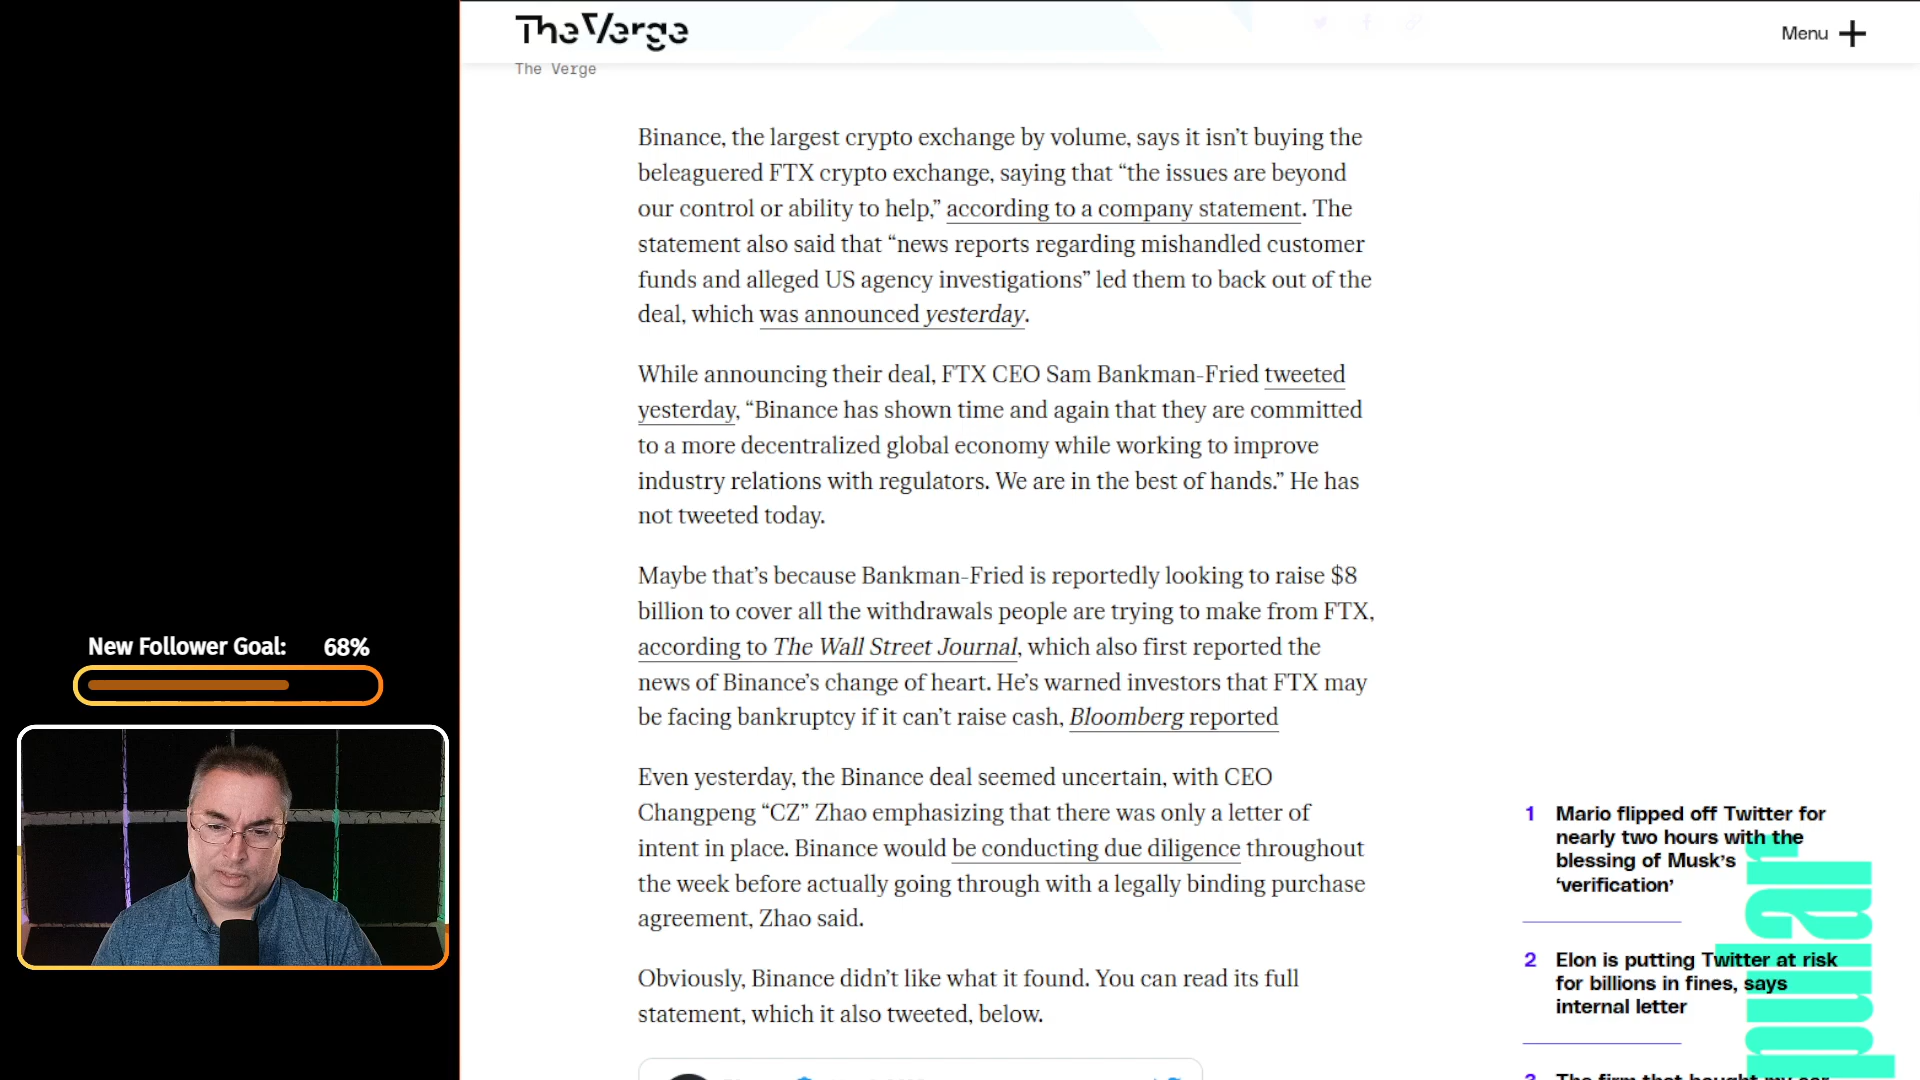 The Verge
Menu
The Verge
Binance, the largest crypto exchange by volume, says it isn’t buying the
beleaguered FTX crypto exchange, saying that “the issues are beyond
our control or ability to help,” according to a company statement. The
statement also said that “news reports regarding mishandled customer
funds and alleged US agency investigations” led them to back out of the
deal, which was announced yesterday.
While announcing their deal, FTX CEO Sam Bankman-Fried tweeted
yesterday, “Binance has shown time and again that they are committed
to a more decentralized global economy while working to improve
industry relations with regulators. We are in the best of hands.” He has
not tweeted today.
Maybe that’s because Bankman-Fried is reportedly looking to raise $8
billion to cover all the withdrawals people are trying to make from FTX,
according to The Wall Street Journal, which also first reported the
news of Binance’s change of heart. He’s warned investors that FTX may
be facing bankruptcy if it can’t raise cash, Bloomberg reported
Even yesterday, the Binance deal seemed uncertain, with CEO
Changpeng “CZ” Zhao emphasizing that there was only a letter of
intent in place. Binance would be conducting due diligence throughout
the week before actually going through with a legally binding purchase
agreement, Zhao said.
Obviously, Binance didn’t like what it found. You can read its full
statement, which it also tweeted, below.
New Follower Goal: 68%
1 Mario flipped off Twitter for
nearly two hours with the
blessing of Musk’s
‘verification’
2 Elon is putting Twitter at risk
for billions in fines, says
internal letter
The firm that bought my car